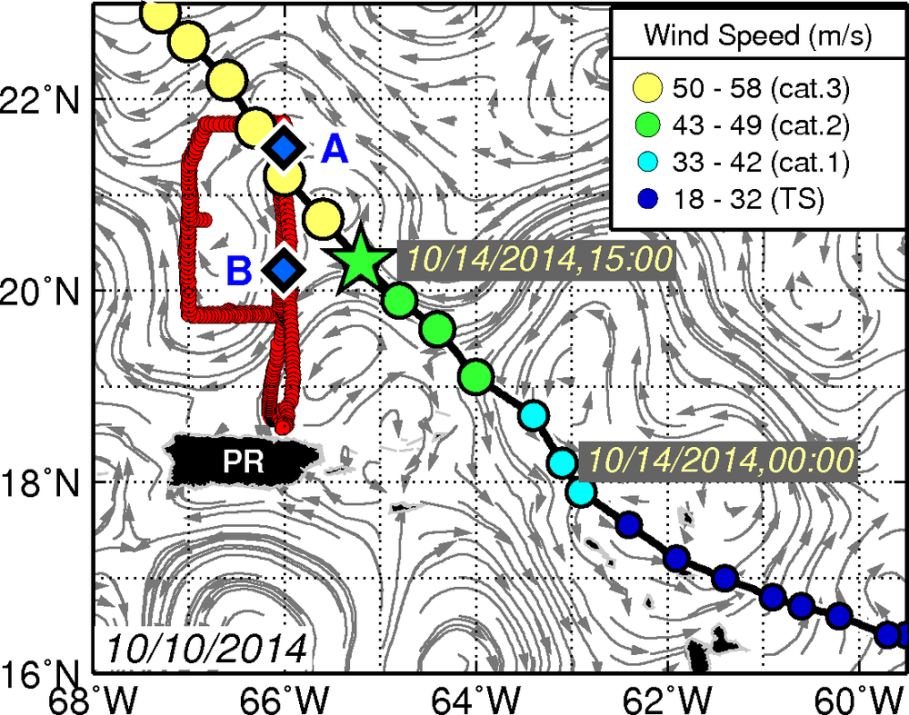 Wind Speed (m/s)
50 - 58 (cat.3)
43 - 49 (cat.2)
33 - 42 (cat.1)
18 - 32 (TS)
22°N
A
B
10/14/2014,15:00
20°N
PR
10/14/2014,00:00
18°N
10/10/2014
16°N
68°W 66°W 64°W 62°W 60°W